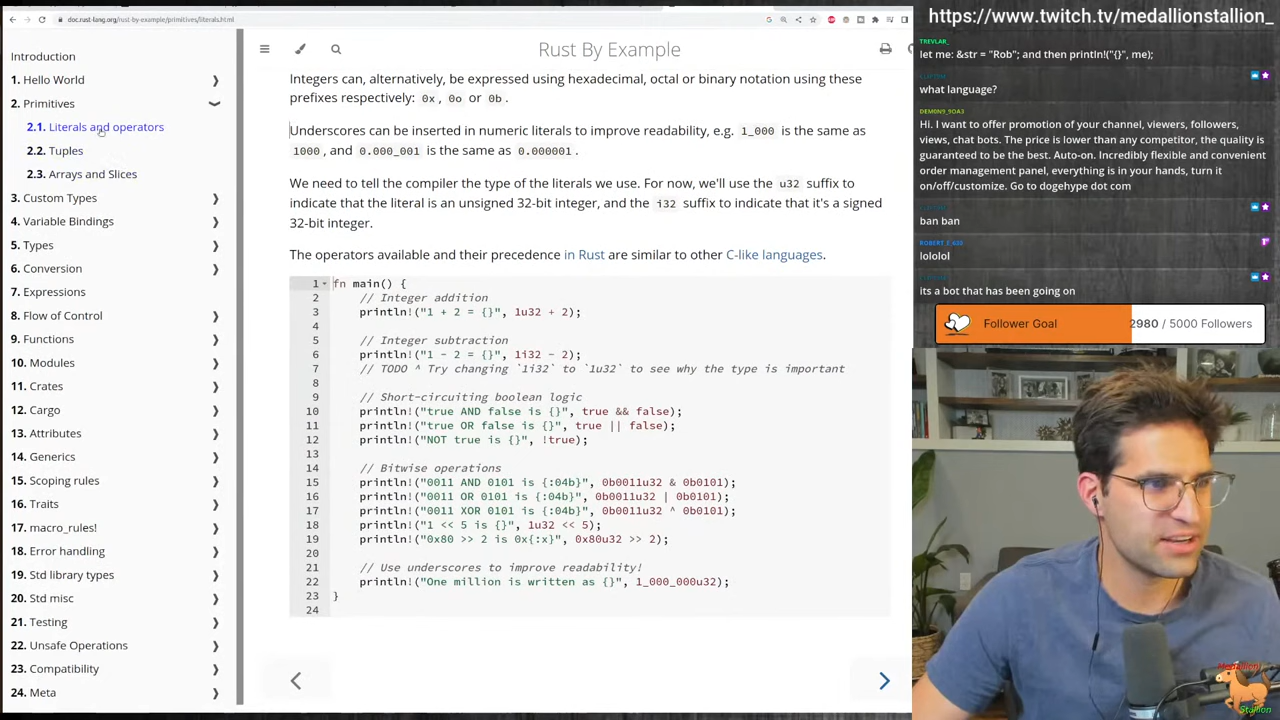 doc.rust-lang.org/rust-by-example/primitives/literals.html
https://www.twitch.tv/medallionstallion_
Introduction
1. Hello World
2. Primitives
2.1. Literals and operators
2.2. Tuples
2.3. Arrays and Slices
3. Custom Types
4. Variable Bindings
5. Types
6. Conversion
7. Expressions
8. Flow of Control
9. Functions
10. Modules
11. Crates
12. Cargo
13. Attributes
14. Generics
15. Scoping rules
16. Traits
17. macro_rules!
18. Error handling
19. Std library types
20. Std misc
21. Testing
22. Unsafe Operations
23. Compatibility
24. Meta
Rust By Example
Integers can, alternatively, be expressed using hexadecimal, octal or binary notation using these
prefixes respectively: 0x, 0o or 0b.
Underscores can be inserted in numeric literals to improve readability, e.g. 1_000 is the same as
1000, and 0.000_001 is the same as 0.000001.
We need to tell the compiler the type of the literals we use. For now, we'll use the u32 suffix to
indicate that the literal is an unsigned 32-bit integer, and the i32 suffix to indicate that it's a signed
32-bit integer.
The operators available and their precedence in Rust are similar to other C-like languages.
1 fn main() {
2 // Integer addition
3 println!("1 + 2 = {}", 1u32 + 2);
4
5 // Integer subtraction
6 println!("1 - 2 = {}", 1i32 - 2);
7 // TODO ^ Try changing `1i32` to `1u32` to see why the type is important
8
9 // Short-circuiting boolean logic
10 println!("true AND false is {}", true && false);
11 println!("true OR false is {}", true || false);
12 println!("NOT true is {}", !true);
13
14 // Bitwise operations
15 println!("0011 AND 0101 is {:04b}", 0b0011u32 & 0b0101);
16 println!("0011 OR 0101 is {:04b}", 0b0011u32 | 0b0101);
17 println!("0011 XOR 0101 is {:04b}", 0b0011u32 ^ 0b0101);
18 println!("1 << 5 is {}", 1u32 << 5);
19 println!("0x80 >> 2 is 0x{:x}", 0x80u32 >> 2);
20
21 // Use underscores to improve readability!
22 println!("One million is written as {}", 1_000_000u32);
23 }
24
TREVLAR_
let me: &str = "Rob"; and then println!("{}", me);
what language?
DEM0N9_9OA3
Hi. I want to offer promotion of your channel, viewers, followers,
views, chat bots. The price is lower than any competitor, the quality is
guaranteed to be the best. Auto-on. Incredibly flexible and convenient
order management panel, everything is in your hands, turn it
on/off/customize. Go to dogehype dot com
ban ban
ROBERT_E_620
lololol
its a bot that has been going on
Follower Goal
2980 / 5000 Followers
Medallion
Stallion